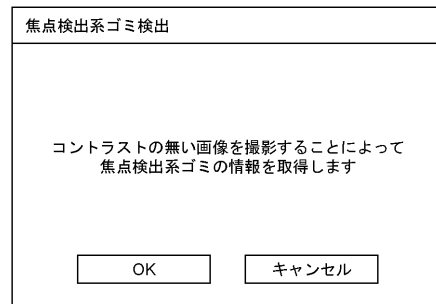 焦点検出系ゴミ検出
コントラストの無い画像を撮影することによって
焦点検出系ゴミの情報を取得します
OK
キャンセル